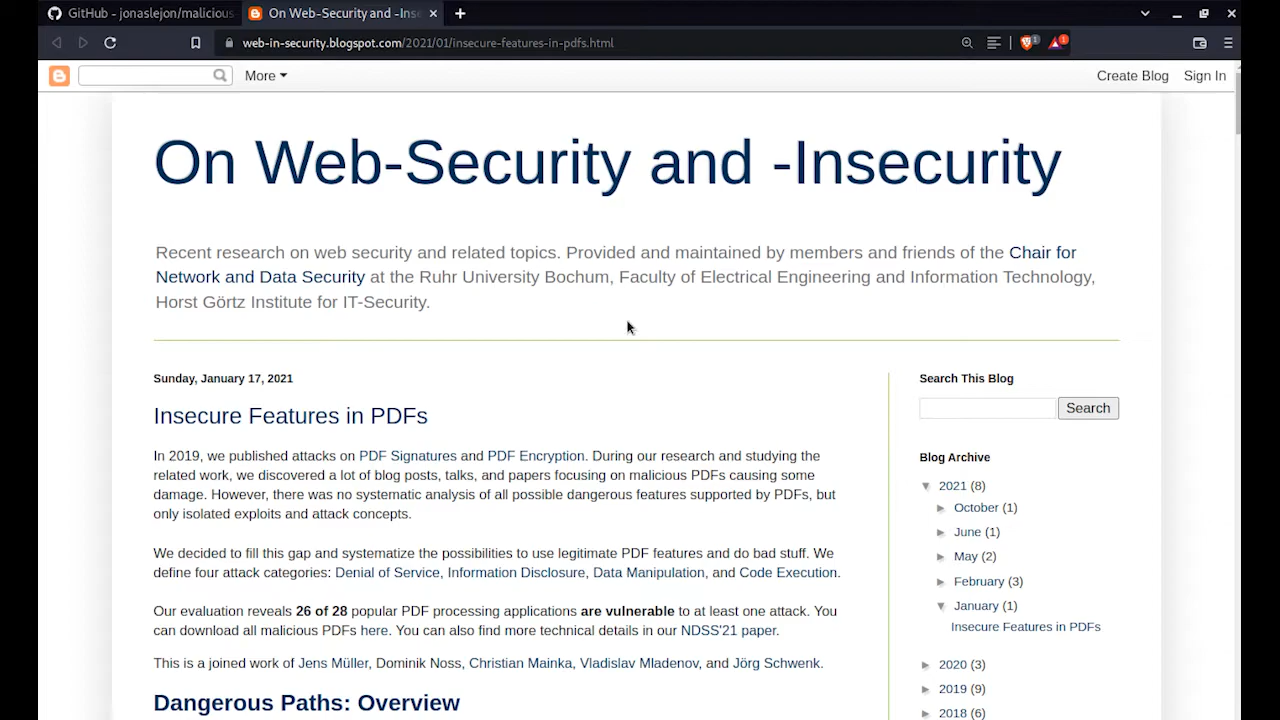 GitHub - jonaslejon/malicious
On Web-Security and -Ins
web-in-security.blogspot.com/2021/01/insecure-features-in-pdfs.html
1
1
More
Create Blog
Sign In
On Web-Security and -Insecurity
Recent research on web security and related topics. Provided and maintained by members and friends of the Chair for
Network and Data Security at the Ruhr University Bochum, Faculty of Electrical Engineering and Information Technology,
Horst Görtz Institute for IT-Security.
Sunday, January 17, 2021
Insecure Features in PDFs
In 2019, we published attacks on PDF Signatures and PDF Encryption. During our research and studying the
related work, we discovered a lot of blog posts, talks, and papers focusing on malicious PDFs causing some
damage. However, there was no systematic analysis of all possible dangerous features supported by PDFs, but
only isolated exploits and attack concepts.
We decided to fill this gap and systematize the possibilities to use legitimate PDF features and do bad stuff. We
define four attack categories: Denial of Service, Information Disclosure, Data Manipulation, and Code Execution.
Our evaluation reveals 26 of 28 popular PDF processing applications are vulnerable to at least one attack. You
can download all malicious PDFs here. You can also find more technical details in our NDSS'21 paper.
This is a joined work of Jens Müller, Dominik Noss, Christian Mainka, Vladislav Mladenov, and Jörg Schwenk.
Dangerous Paths: Overview
Search This Blog
Search
Blog Archive
▼ 2021 (8)
► October (1)
► June (1)
► May (2)
► February (3)
▼ January (1)
Insecure Features in PDFs
► 2020 (3)
► 2019 (9)
► 2018 (6)